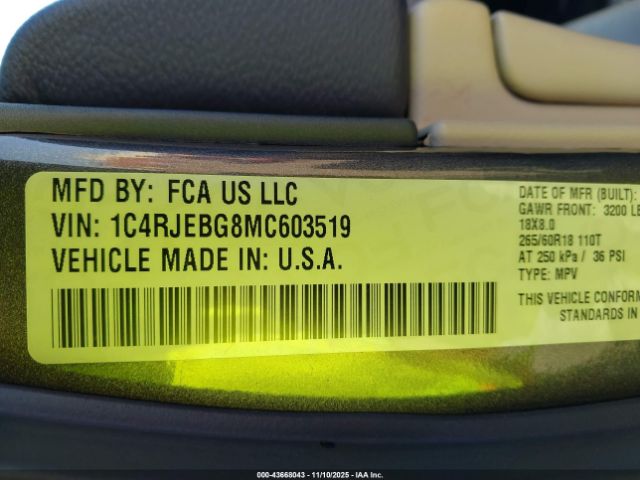 MFD BY: FCA US LLC
VIN: 1C4RJEBG8MC603519
VEHICLE MADE IN: U.S.A.
DATE OF MFR (BUILT):
GAWR FRONT: 3200 LB
18X8.0
265/60R18 110T
AT 250 kPa / 36 PSI
TYPE: MPV
THIS VEHICLE CONFORM
STANDARDS IN
000-43668043 - 11/10/2025 - IAA Inc.